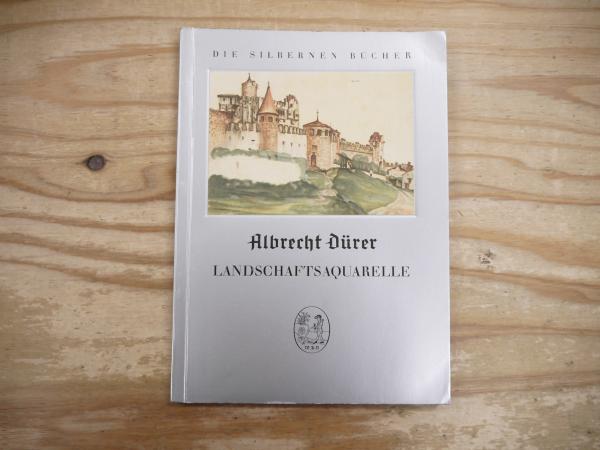 DIE SILBERNEN BÜCHER
Albrecht Dürer
LANDSCHAFTSAQUARELLE